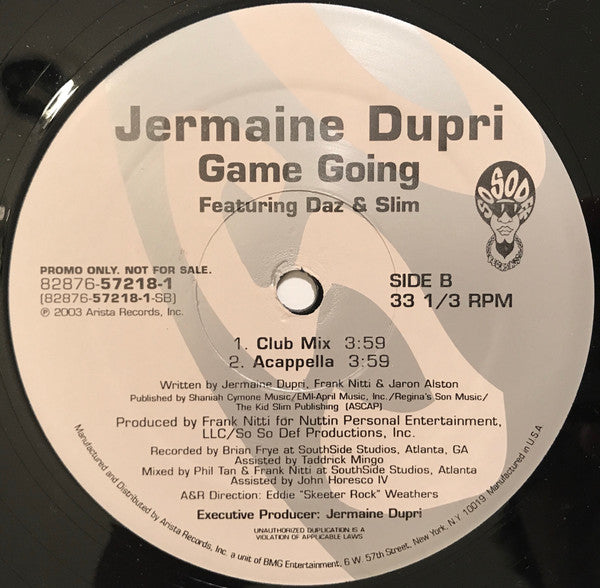 Jermaine Dupri
Game Going
Featuring Daz & Slim
SO SO DEF
PROMO ONLY. NOT FOR SALE.
82876-57218-1
(82876-57218-1-SB)
℗ 2003 Arista Records, Inc.
SIDE B
33 1/3 RPM
1. Club Mix 3:59
2. Acappella 3:59
Written by Jermaine Dupri, Frank Nitti & Jaron Alston
Published by Shaniah Cymone Music/EMI-April Music, Inc./Regina's Son Music/
The Kid Slim Publishing (ASCAP)
Produced by Frank Nitti for Nuttin Personal Entertainment,
LLC/So So Def Productions, Inc.
Recorded by Brian Frye at SouthSide Studios, Atlanta, GA
Assisted by Taddrick Mingo
Mixed by Phil Tan & Frank Nitti at SouthSide Studios, Atlanta
Assisted by John Horesco IV
A&R Direction: Eddie "Skeeter Rock" Weathers
Executive Producer: Jermaine Dupri
UNAUTHORIZED DUPLICATION IS A
VIOLATION OF APPLICABLE LAWS
Manufactured and Distributed by Arista Records, Inc. a unit of BMG Entertainment, 6 W. 57th Street, New York, N.Y. 10019 Manufactured in U.S.A